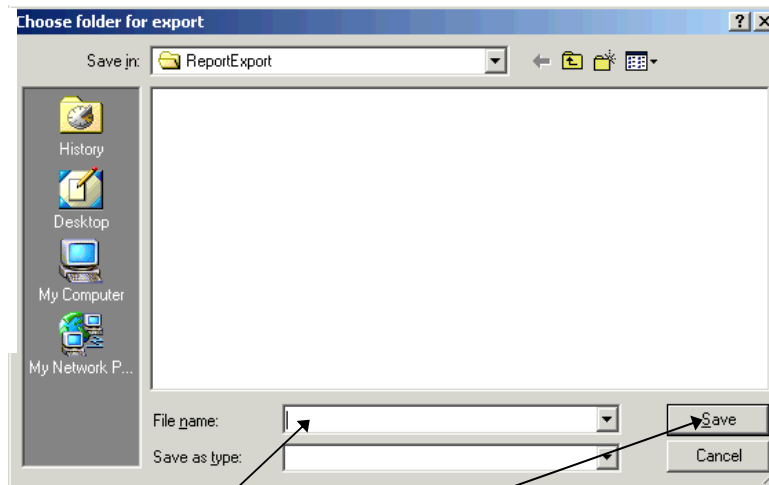 Choose folder for export
Save in: ReportExport
History
Desktop
My Computer
My Network P...
File name:
Save
Save as type:
Cancel